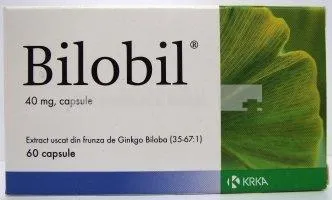 Bilobil®
40 mg, capsule
Extract uscat din frunza de Ginkgo Biloba (35-67:1)
60 capsule
KRKA